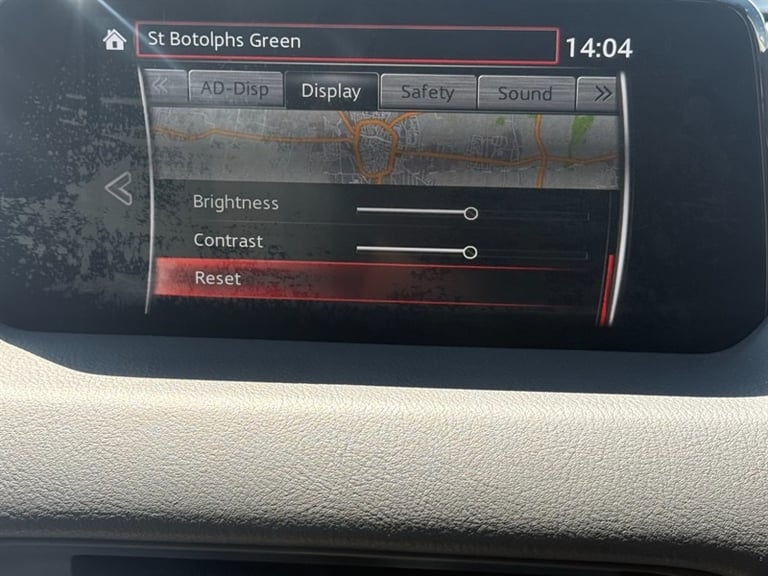 St Botolphs Green
14:04
AD-Disp
Display
Safety
Sound
Brightness
Contrast
Reset